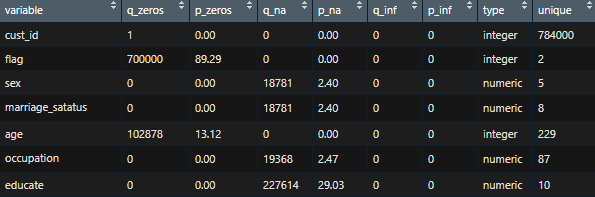 variable q_zeros p_zeros q_na p_na q_inf p_inf type unique
cust_id 1 0.00 0 0.00 0 0 integer 784000
flag 700000 89.29 0 0.00 0 0 integer 2
sex 0 0.00 18781 2.40 0 0 numeric 5
marriage_satatus 0 0.00 18781 2.40 0 0 numeric 8
age 102878 13.12 0 0.00 0 0 integer 229
occupation 0 0.00 19368 2.47 0 0 numeric 87
educate 0 0.00 227614 29.03 0 0 numeric 10